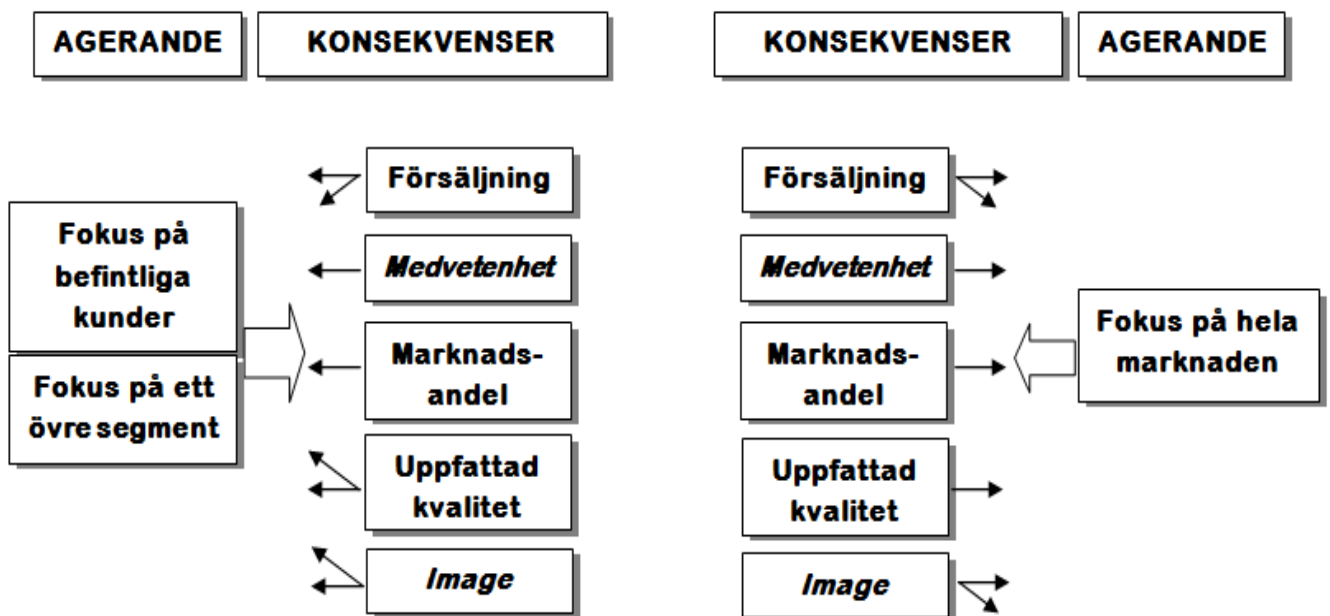 AGERANDE
KONSEKVENSER
KONSEKVENSER
AGERANDE
Fokus på
befintliga
kunder
Fokus på ett
övre segment
Försäljning
Medvetenhet
Marknads-
andel
Uppfattad
kvalitet
Image
Försäljning
Medvetenhet
Marknads-
andel
Uppfattad
kvalitet
Image
Fokus på hela
marknaden